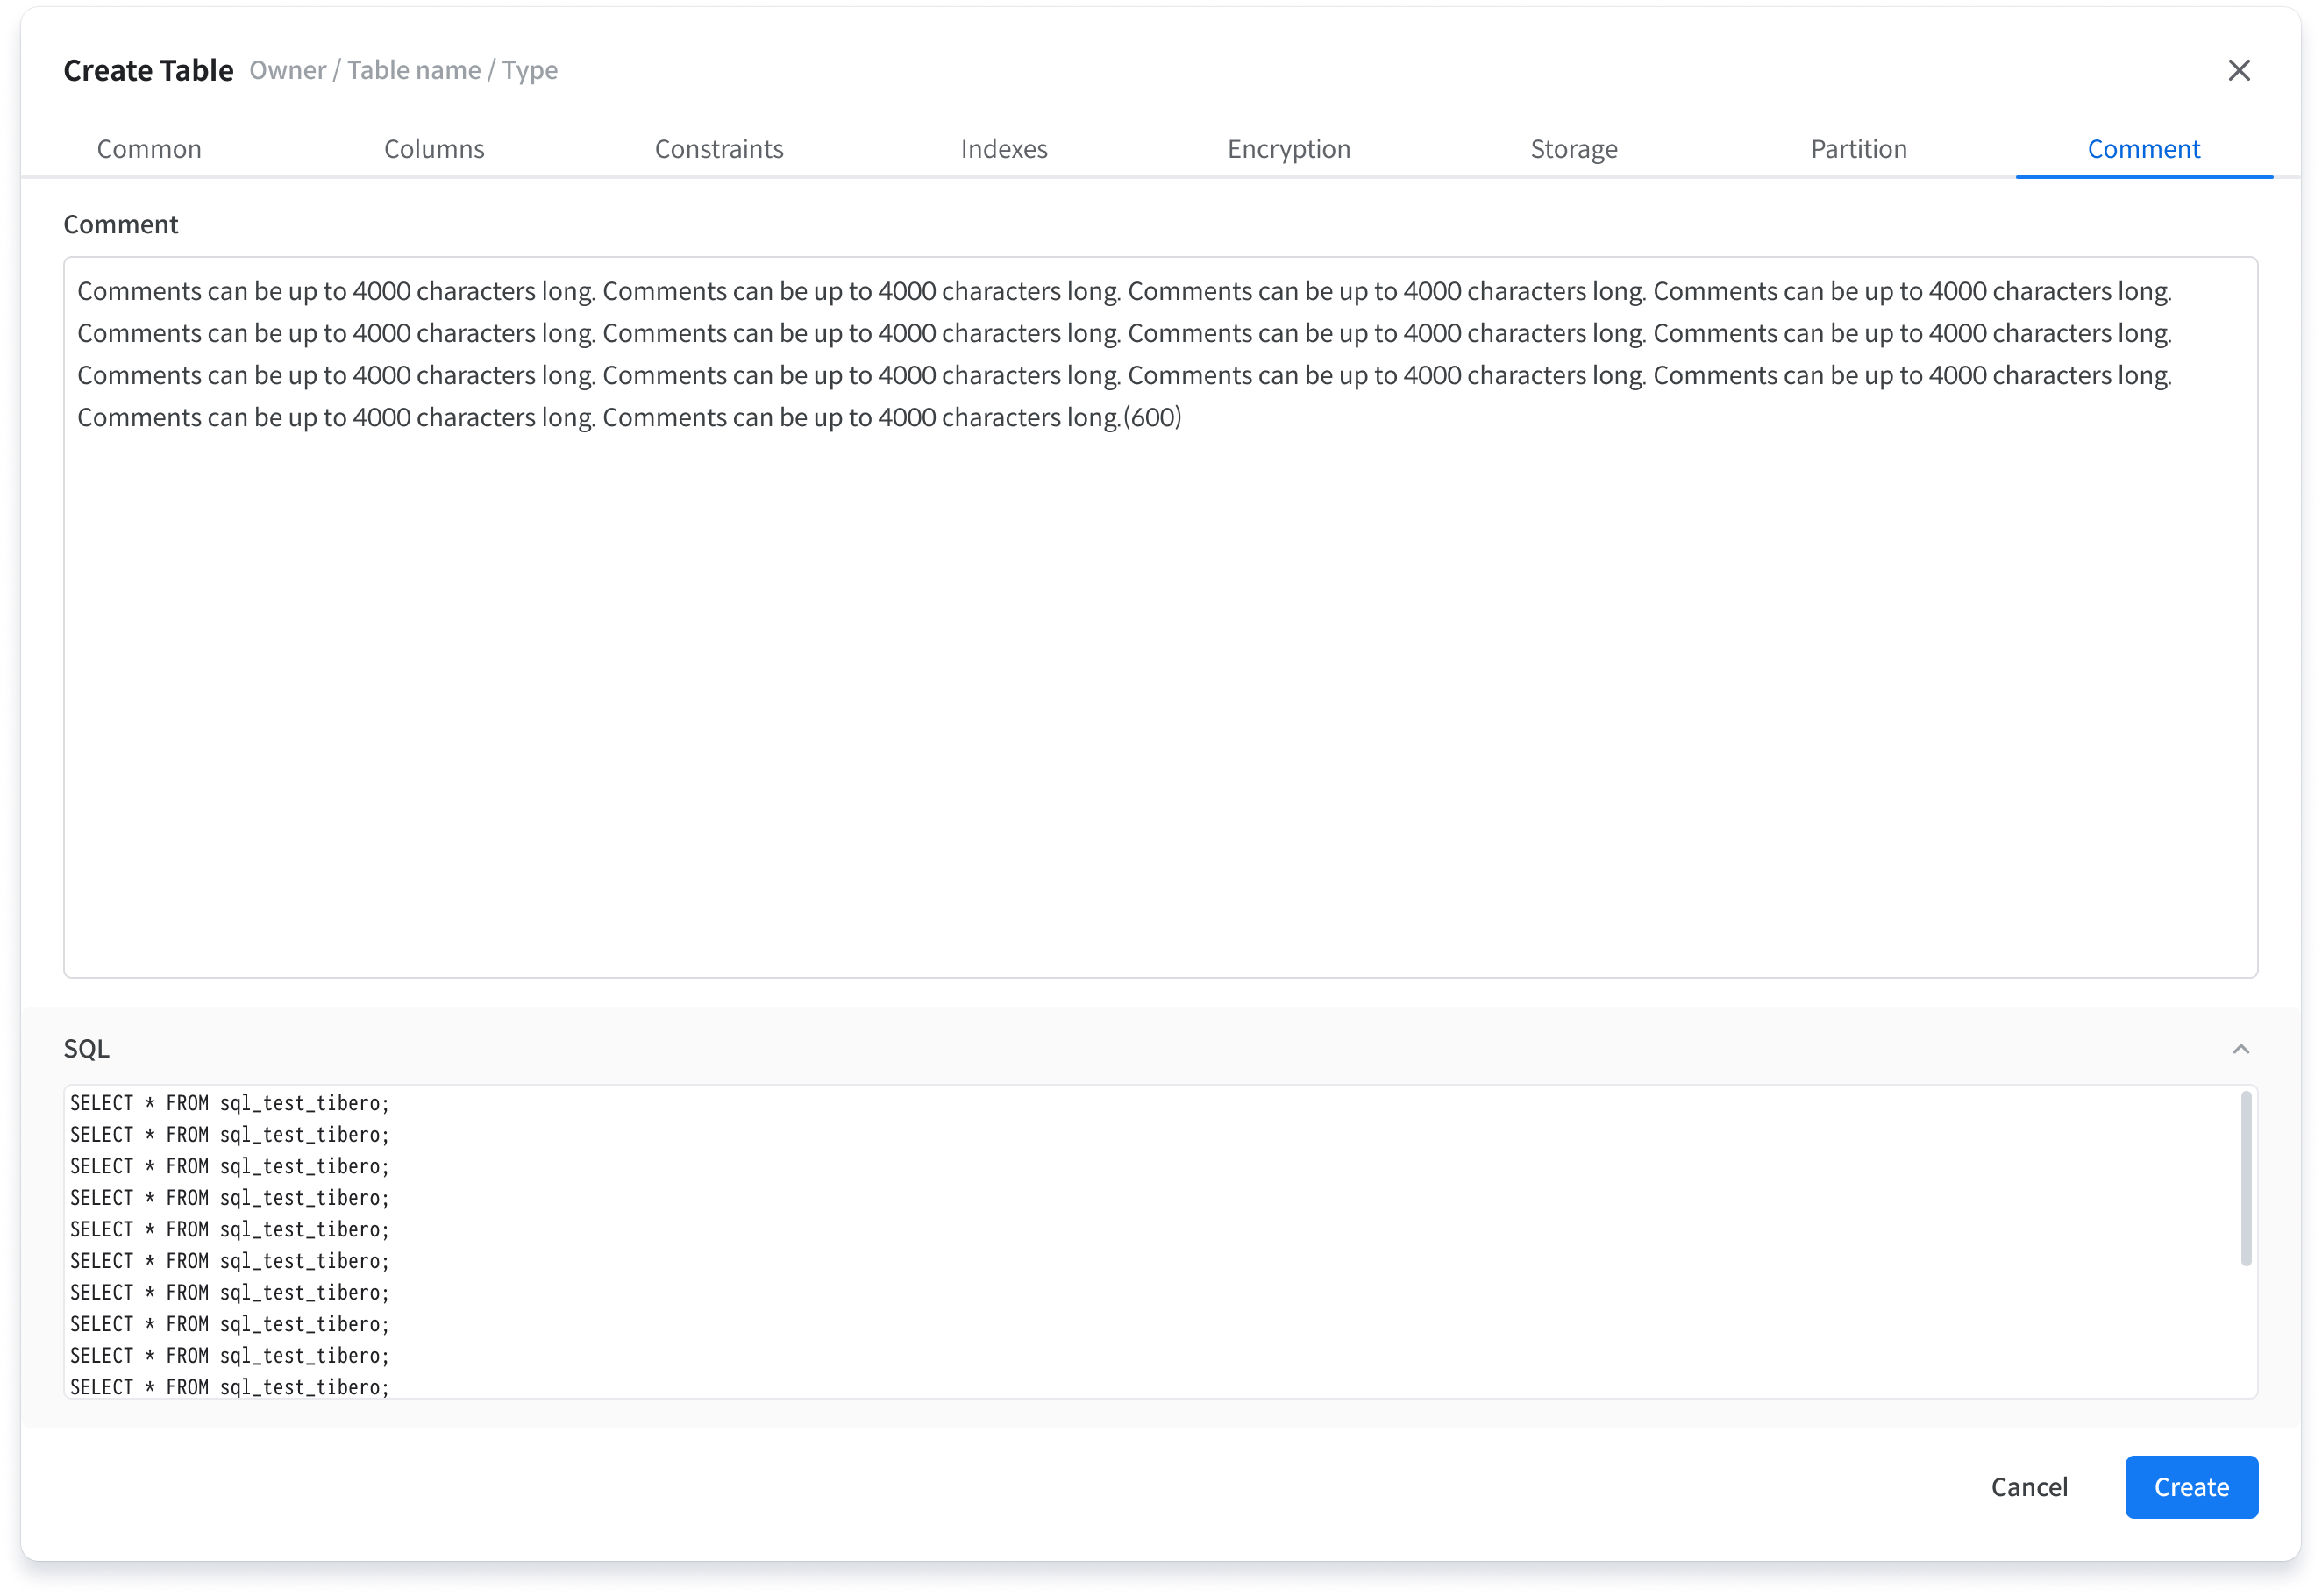 Create Table Owner / Table name / Type
Common Columns Constraints Indexes Encryption Storage Partition Comment
Comment
Comments can be up to 4000 characters long. Comments can be up to 4000 characters long. Comments can be up to 4000 characters long. Comments can be up to 4000 characters long.
Comments can be up to 4000 characters long. Comments can be up to 4000 characters long. Comments can be up to 4000 characters long. Comments can be up to 4000 characters long.
Comments can be up to 4000 characters long. Comments can be up to 4000 characters long. Comments can be up to 4000 characters long. Comments can be up to 4000 characters long.
Comments can be up to 4000 characters long. Comments can be up to 4000 characters long.(600)
SQL
SELECT * FROM sql_test_tibero;
SELECT * FROM sql_test_tibero;
SELECT * FROM sql_test_tibero;
SELECT * FROM sql_test_tibero;
SELECT * FROM sql_test_tibero;
SELECT * FROM sql_test_tibero;
SELECT * FROM sql_test_tibero;
SELECT * FROM sql_test_tibero;
SELECT * FROM sql_test_tibero;
SELECT * FROM sql_test_tibero;
Cancel Create